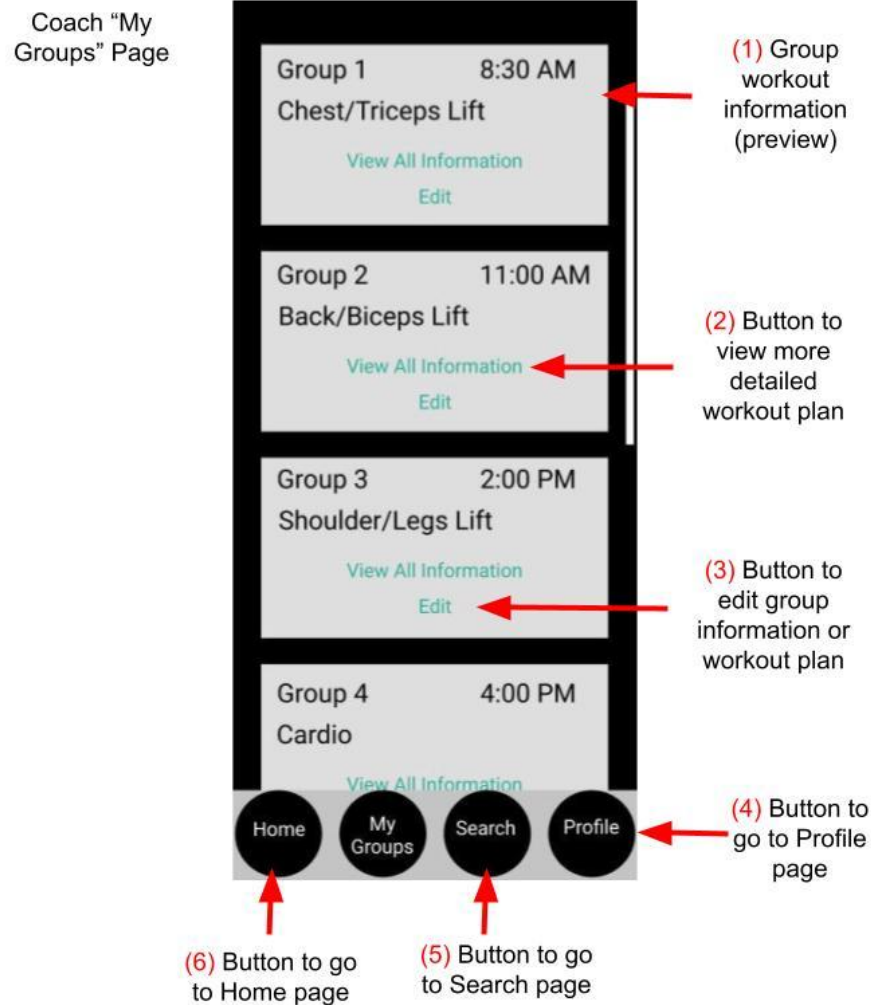 Coach “My
Groups” Page
Group 1 8:30 AM
Chest/Triceps Lift
View All Information
Edit
(1) Group
workout
information
(preview)
Group 2 11:00 AM
Back/Biceps Lift
View All Information
Edit
(2) Button to
view more
detailed
workout plan
Group 3 2:00 PM
Shoulder/Legs Lift
View All Information
Edit
(3) Button to
edit group
information or
workout plan
Group 4 4:00 PM
Cardio
View All Information
Home
My
Groups
Search
Profile
(4) Button to
go to Profile
page
(6) Button to go
to Home page
(5) Button to go
to Search page